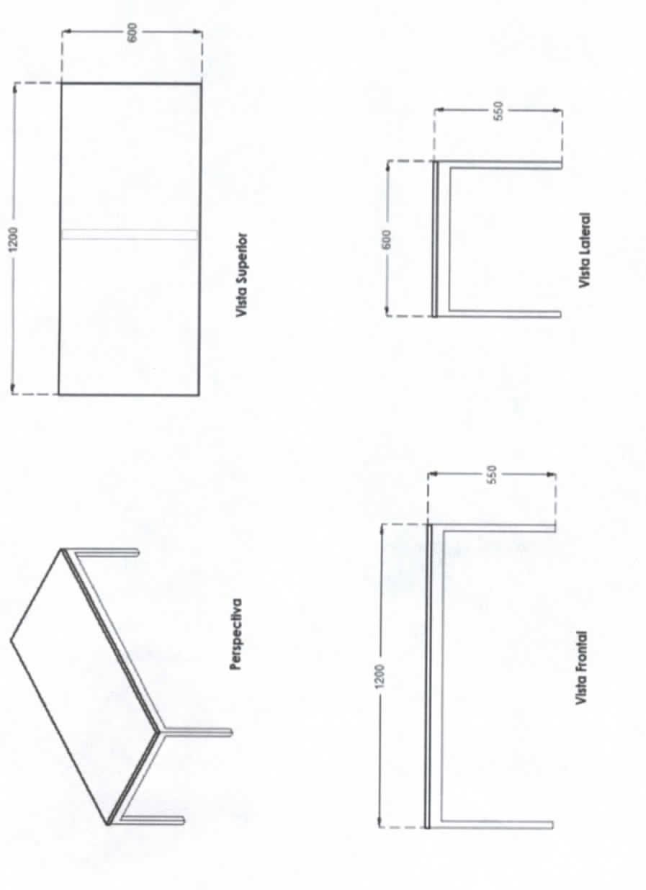 1200
600
Vista Superior
600
550
Vista Lateral
Perspectiva
1200
550
Vista Frontal